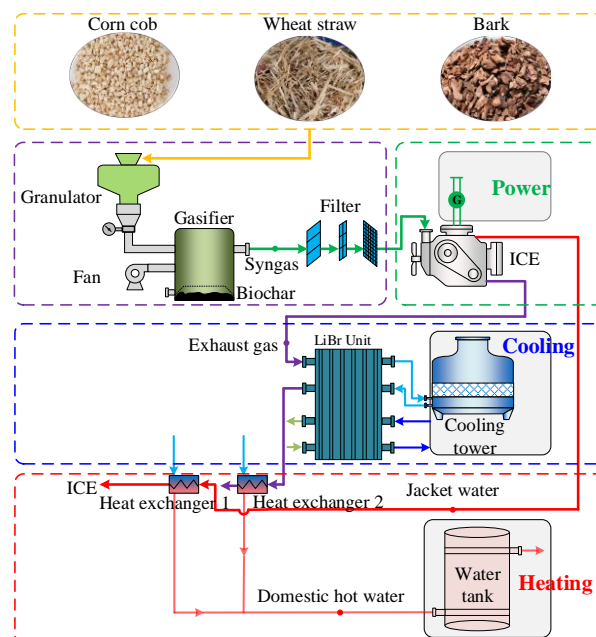 Corn cob
Wheat straw
Bark
Granulator
Gasifier
Filter
G
Power
Fan
Syngas
ICE
Biochar
Exhaust gas
LiBr Unit
Cooling
Cooling
tower
ICE
Heat exchanger 1
Heat exchanger 2
Jacket water
Domestic hot water
Water
tank
Heating